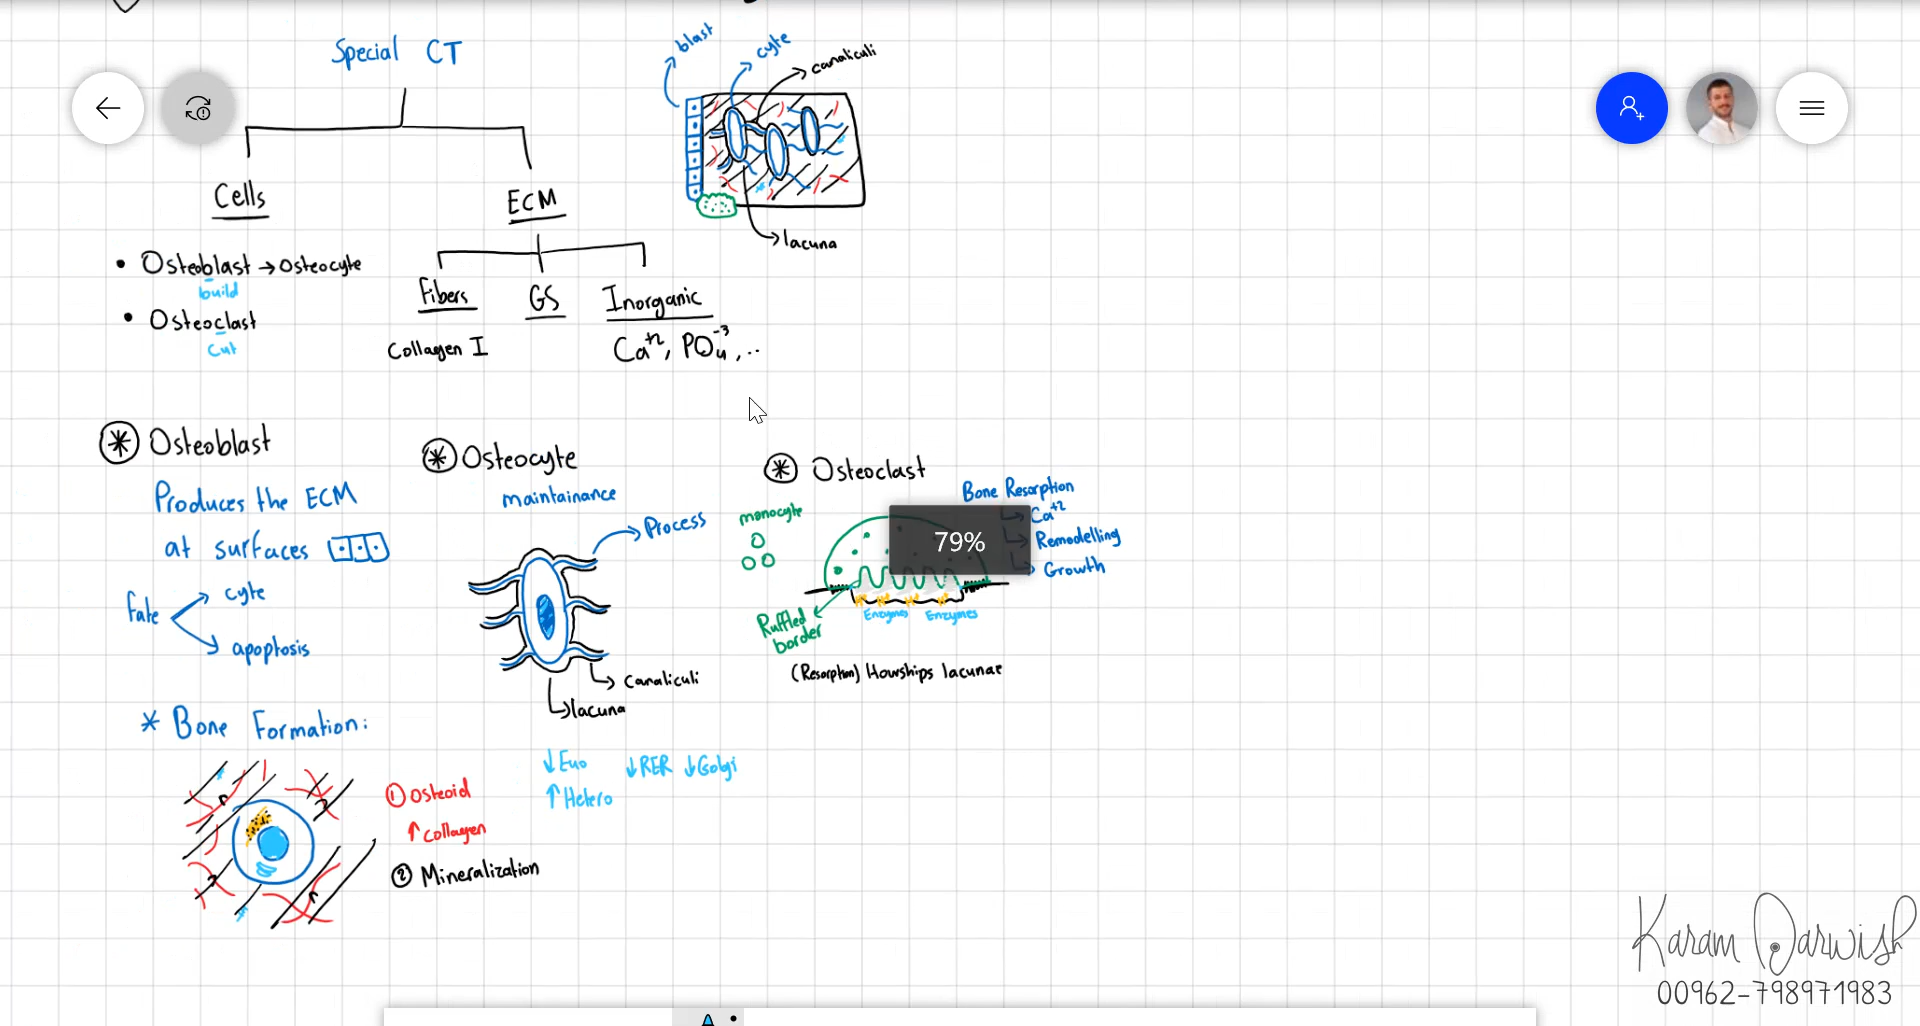 Special CT
Cells
ECM
• Osteoblast → Osteocyte
build
• Osteoclast
cut
Fibers
GS
Inorganic
Collagen I
Ca+2, PO4-3, ..
blast
cyte
canaliculi
lacuna
* Osteoblast
Produces the ECM
at surfaces
Fate
cyte
apoptosis
* Bone Formation:
① Osteoid
↑ collagen
② Mineralization
* Osteocyte
maintainance
Process
Canaliculi
lacuna
↓ Euo ↓ RER ↓ Golgi
↑ Hetero
* Osteoclast
monocyte
Bone Resorption
Ca+2
Remodelling
Growth
79%
Enzymes Enzymes
Ruffled
border
(Resorption) Howships lacunae
Karam Darwish
00962-798971983